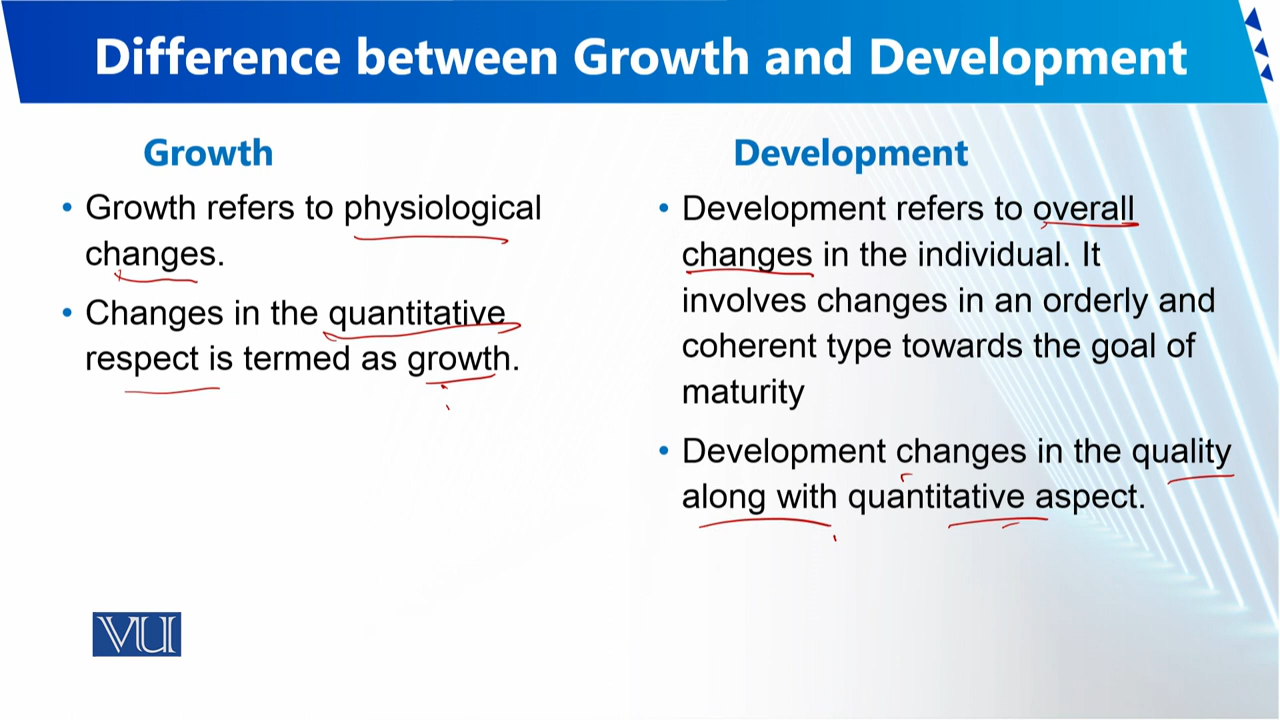 Difference between Growth and Development
Growth
• Growth refers to physiological
changes.
• Changes in the quantitative
respect is termed as growth.
Development
• Development refers to overall
changes in the individual. It
involves changes in an orderly and
coherent type towards the goal of
maturity
• Development changes in the quality
along with quantitative aspect.
VU